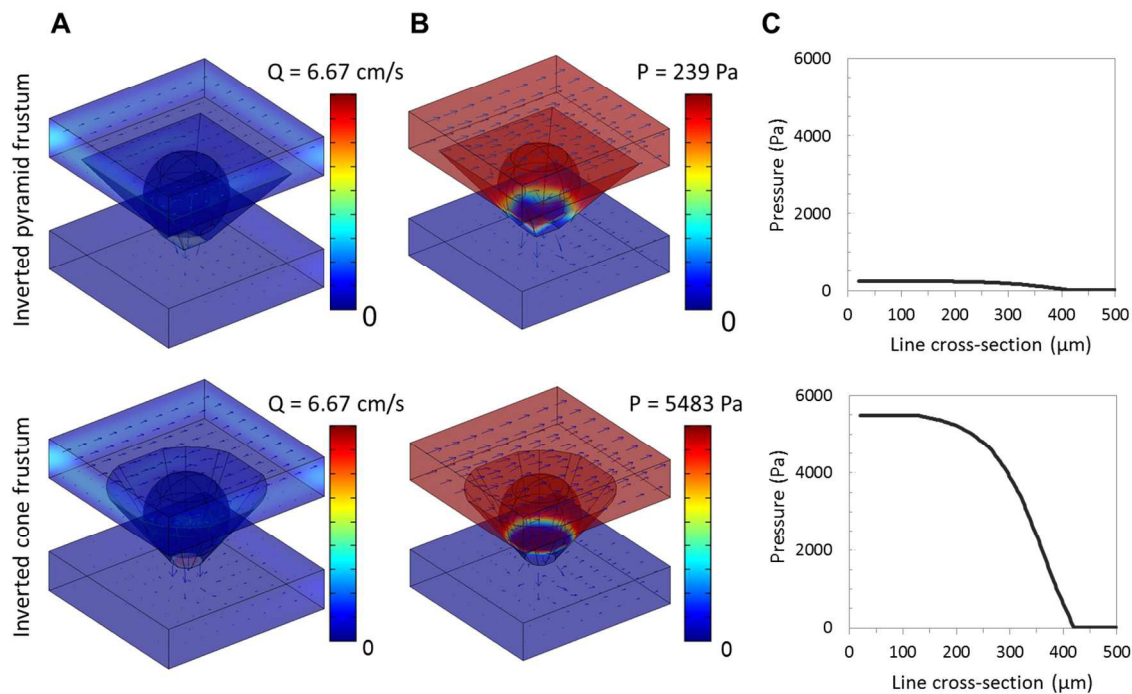 A
B
C
Inverted pyramid frustum
Q = 6.67 cm/s
0
P = 239 Pa
0
Pressure (Pa)
6000
4000
2000
0
0 100 200 300 400 500
Line cross-section (µm)
Inverted cone frustum
Q = 6.67 cm/s
0
P = 5483 Pa
0
Pressure (Pa)
6000
4000
2000
0
0 100 200 300 400 500
Line cross-section (µm)